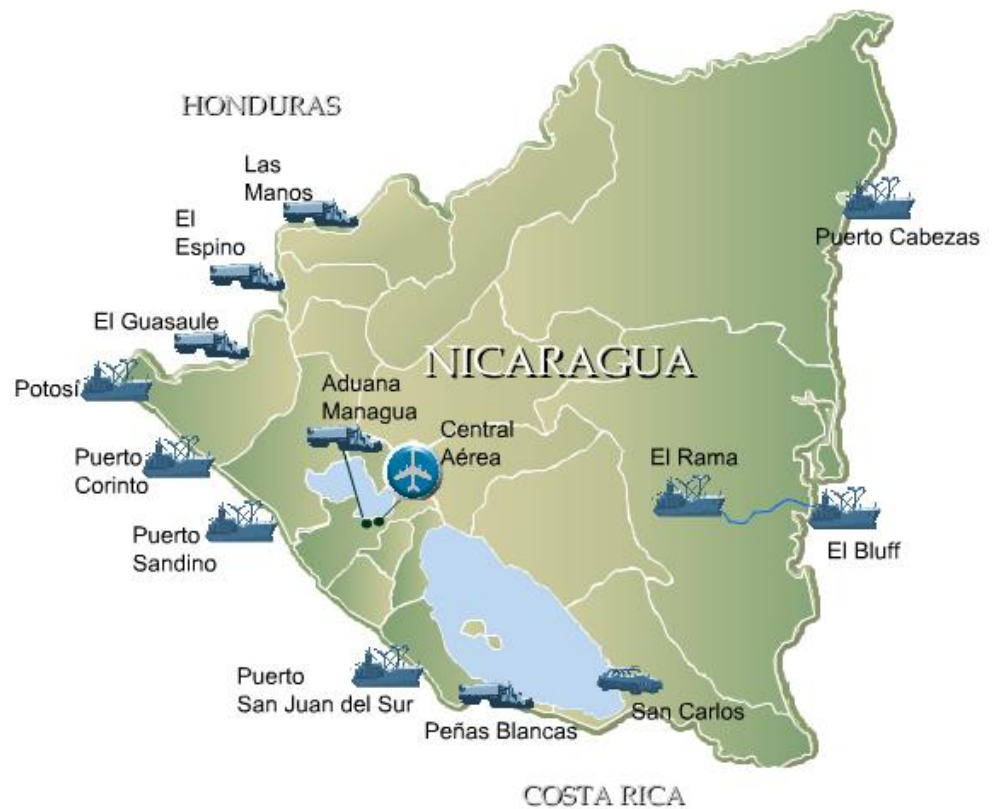 HONDURAS
Las
Manos
El
Espino
Puerto Cabezas
El Guasaule
NICARAGUA
Potosí
Aduana
Managua
Central
Aérea
Puerto
Corinto
El Rama
Puerto
Sandino
El Bluff
Puerto
San Juan del Sur
San Carlos
Peñas Blancas
COSTA RICA